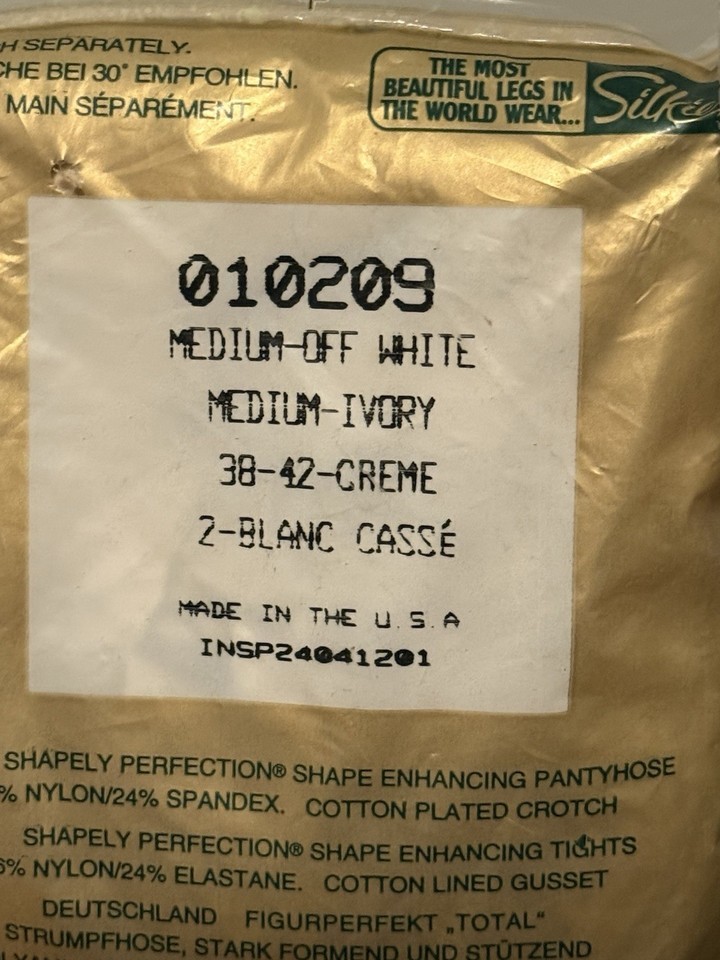 SEPARATELY.
BEI 30° EMPFOHLEN.
MAIN SÉPARÉMENT.
THE MOST
BEAUTIFUL LEGS IN
THE WORLD WEAR...
010209
MEDIUM-OFF WHITE
MEDIUM-IVORY
38-42-CREME
2-BLANC CASSÉ
MADE IN THE U.S.A
INSP24041201
SHAPELY PERFECTION® SHAPE ENHANCING PANTYHOSE
% NYLON/24% SPANDEX. COTTON PLATED CROTCH
SHAPELY PERFECTION® SHAPE ENHANCING TIGHTS
6% NYLON/24% ELASTANE. COTTON LINED GUSSET
DEUTSCHLAND FIGURPERFEKT „TOTAL“
STRUMPFHOSE, STARK FORMEND UND STÜTZEND